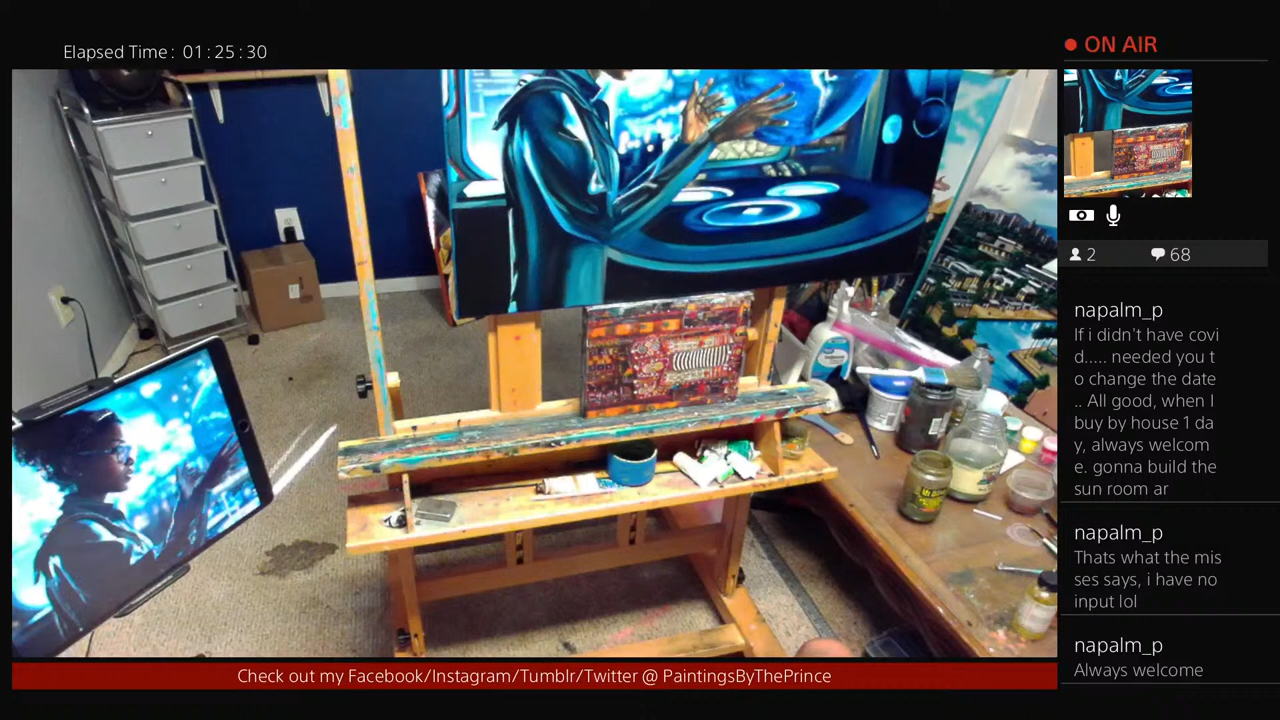 Elapsed Time: 01:25:30
ON AIR
2
68
napalm_p
If i didn't have covi
d..... needed you t
o change the date
.. All good, when I
buy by house 1 da
y, always welcom
e. gonna build the
sun room ar
napalm_p
Thats what the mis
ses says, i have no
input lol
napalm_p
Always welcome
Check out my Facebook/Instagram/Tumblr/Twitter @ PaintingsByThePrince